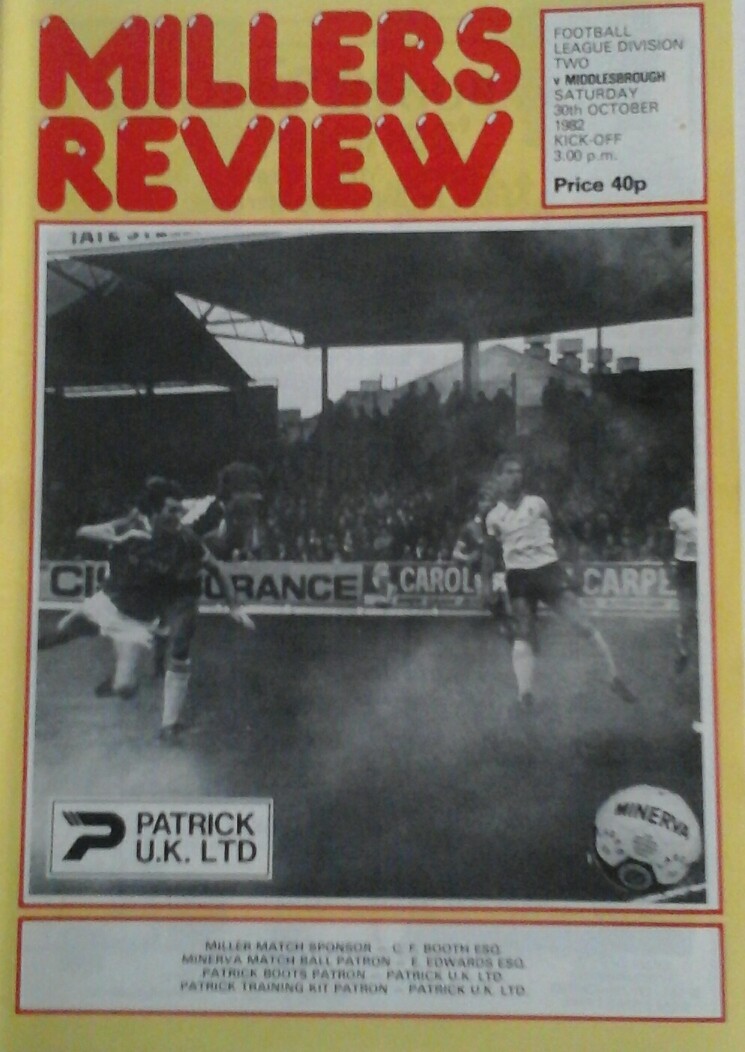 MILLERS
REVIEW
FOOTBALL
LEAGUE DIVISION
TWO
v MIDDLESBROUGH
SATURDAY
30th OCTOBER
1982
KICK-OFF
3.00 p.m.
Price 40p
CAROL
CARPE
PATRICK
U.K. LTD
MINERVA
MILLER MATCH SPONSOR - C. F. BOOTH ESQ.
MINERVA MATCH BALL PATRON - E. EDWARDS ESQ.
PATRICK BOOTS PATRON - PATRICK U.K. LTD.
PATRICK TRAINING KIT PATRON - PATRICK U.K. LTD.